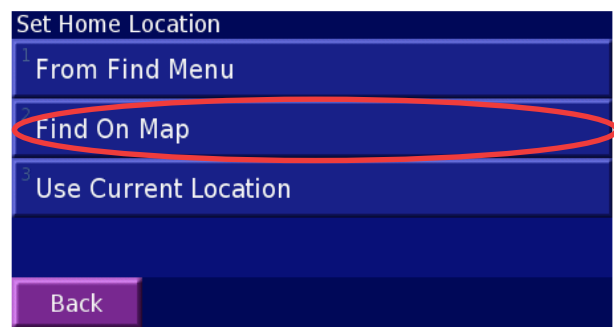 Set Home Location
1
From Find Menu
2
Find On Map
3
Use Current Location
Back